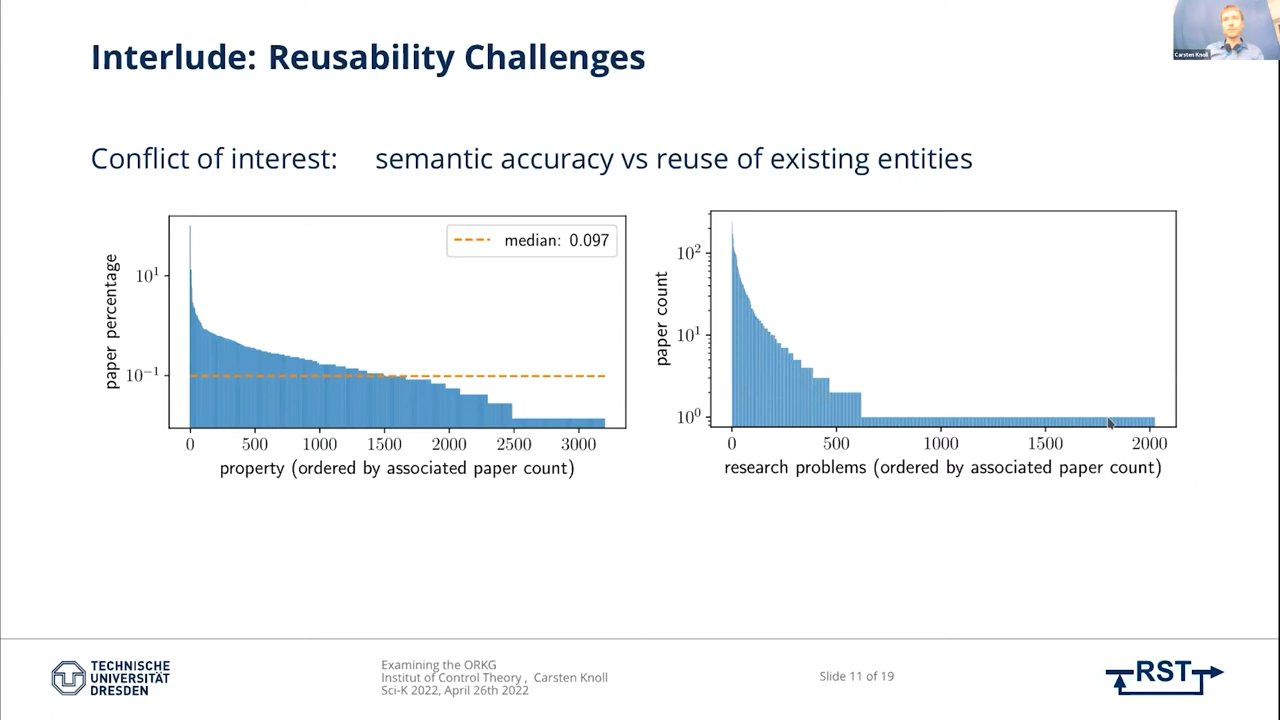 Interlude: Reusability Challenges
Carsten Knoll
Conflict of interest: semantic accuracy vs reuse of existing entities
median: 0.097
paper percentage
10¹
10⁻¹
0 500 1000 1500 2000 2500 3000
property (ordered by associated paper count)
paper count
10²
10¹
10⁰
0 500 1000 1500 2000
research problems (ordered by associated paper count)
TECHNISCHE
UNIVERSITÄT
DRESDEN
Examining the ORKG
Institut of Control Theory , Carsten Knoll
Sci-K 2022, April 26th 2022
Slide 11 of 19
RST